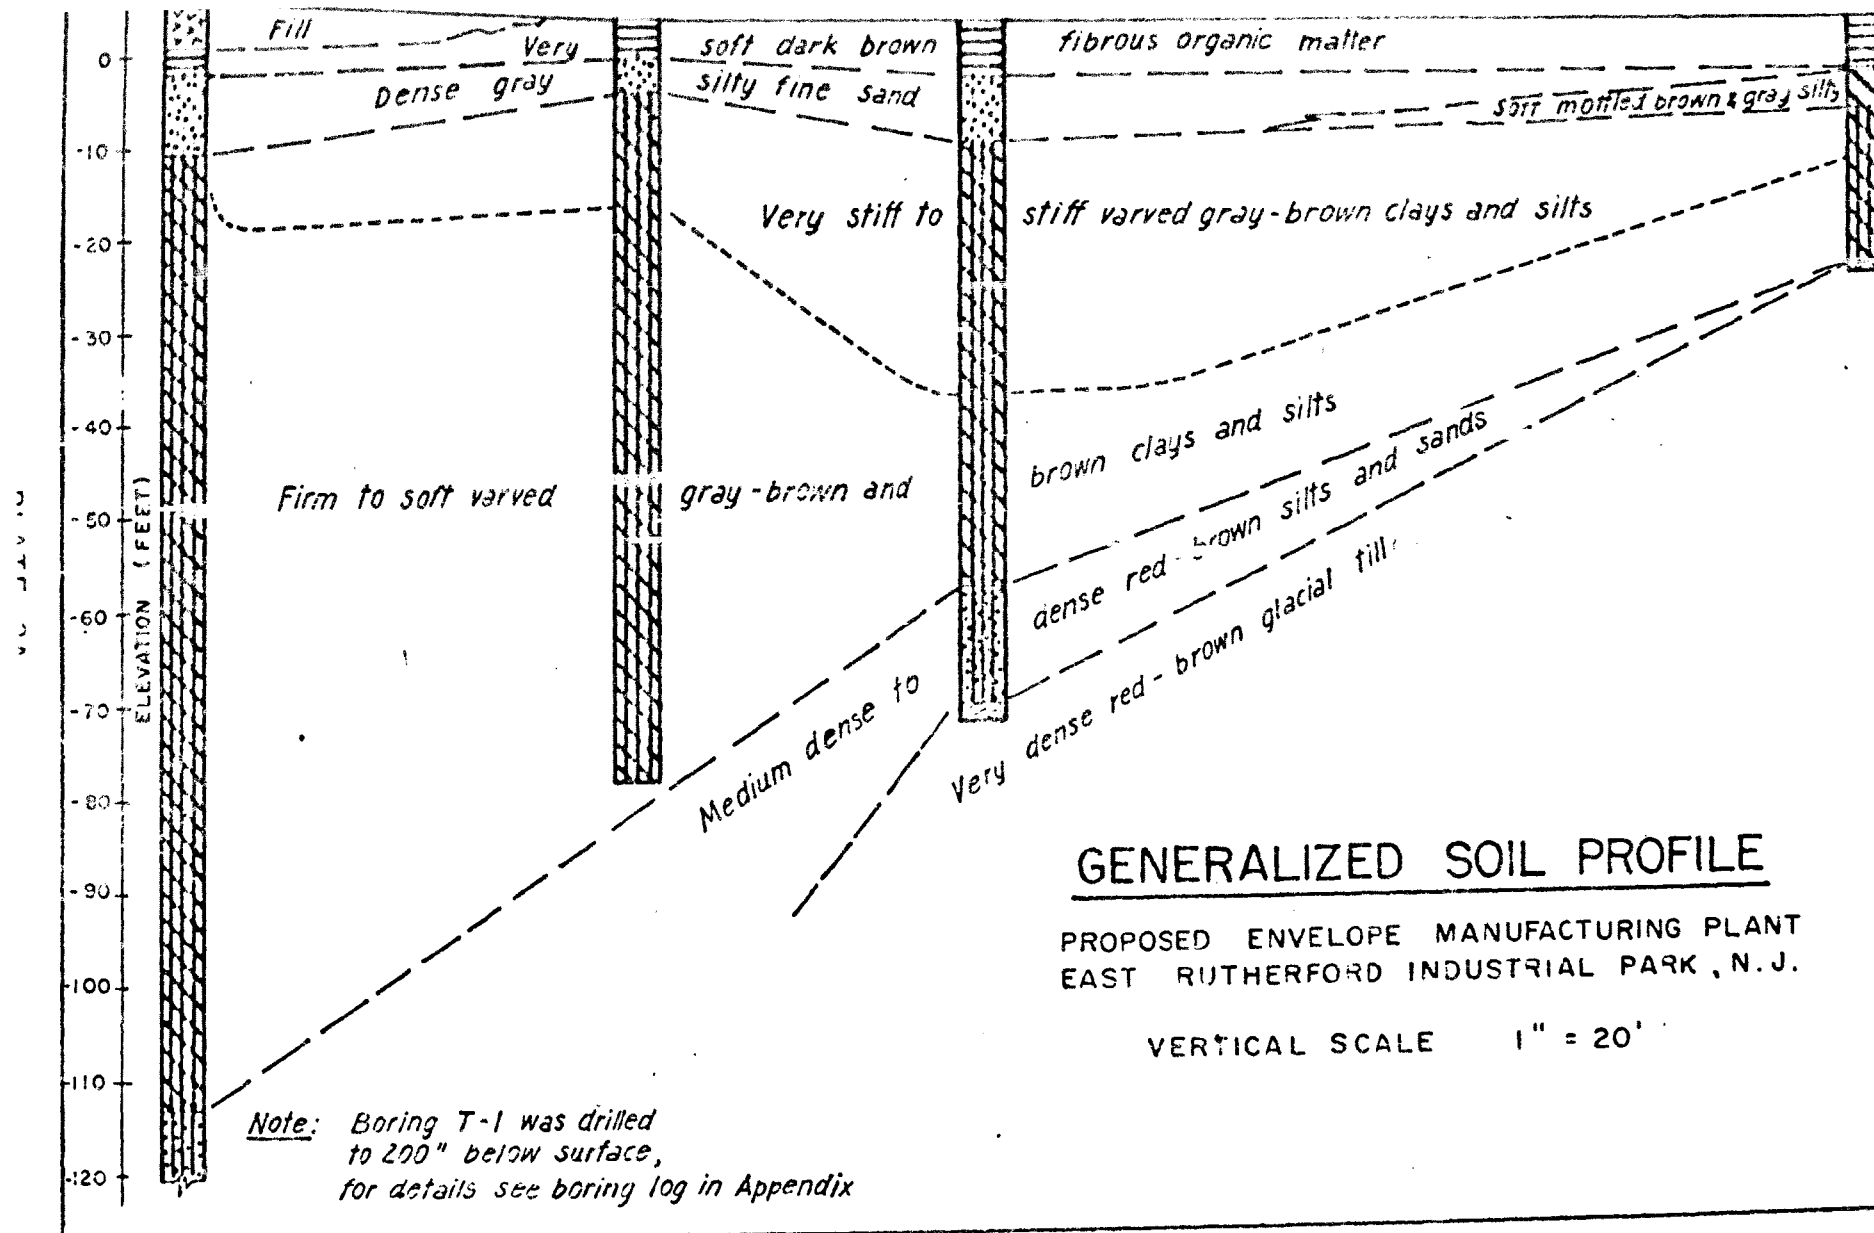 Fill
Very soft dark brown fibrous organic matter
Dense gray silty fine sand
soft mottled brown & gray silts
Very stiff to stiff varved gray-brown clays and silts
Firm to soft varved gray-brown and brown clays and silts
Medium dense to dense red-brown silts and sands
Very dense red-brown glacial till
0
-10
-20
-30
-40
-50
-60
-70
-80
-90
-100
-110
-120
ELEVATION (FEET)
GENERALIZED SOIL PROFILE
PROPOSED ENVELOPE MANUFACTURING PLANT
EAST RUTHERFORD INDUSTRIAL PARK, N.J.
VERTICAL SCALE 1" = 20'
Note: Boring T-1 was drilled
to 200" below surface,
for details see boring log in Appendix